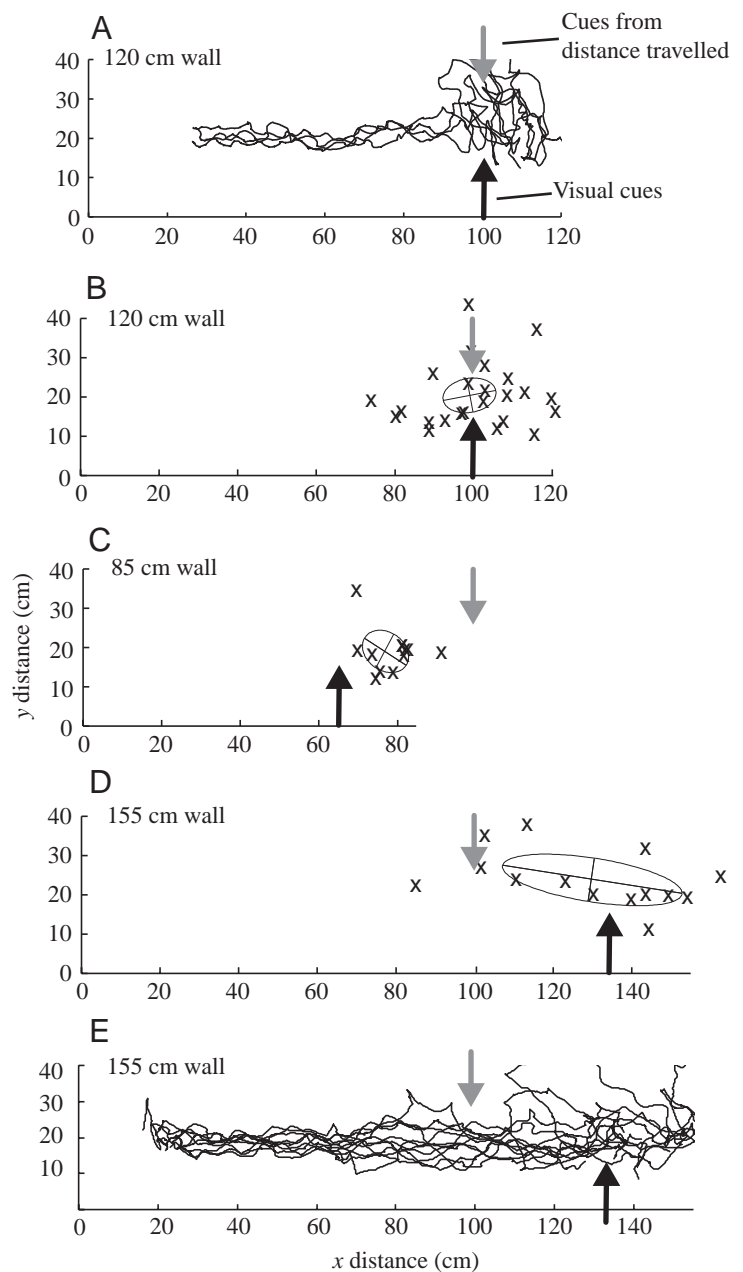 A
120 cm wall
Cues from
distance travelled
40
30
20
10
0
Visual cues
0 20 40 60 80 100 120
B
120 cm wall
40
30
20
10
0
0 20 40 60 80 100 120
C
85 cm wall
40
30
20
10
0
0 20 40 60 80
y distance (cm)
D
155 cm wall
40
30
20
10
0
0 20 40 60 80 100 120 140
E
155 cm wall
40
30
20
10
0 20 40 60 80 100 120 140
x distance (cm)